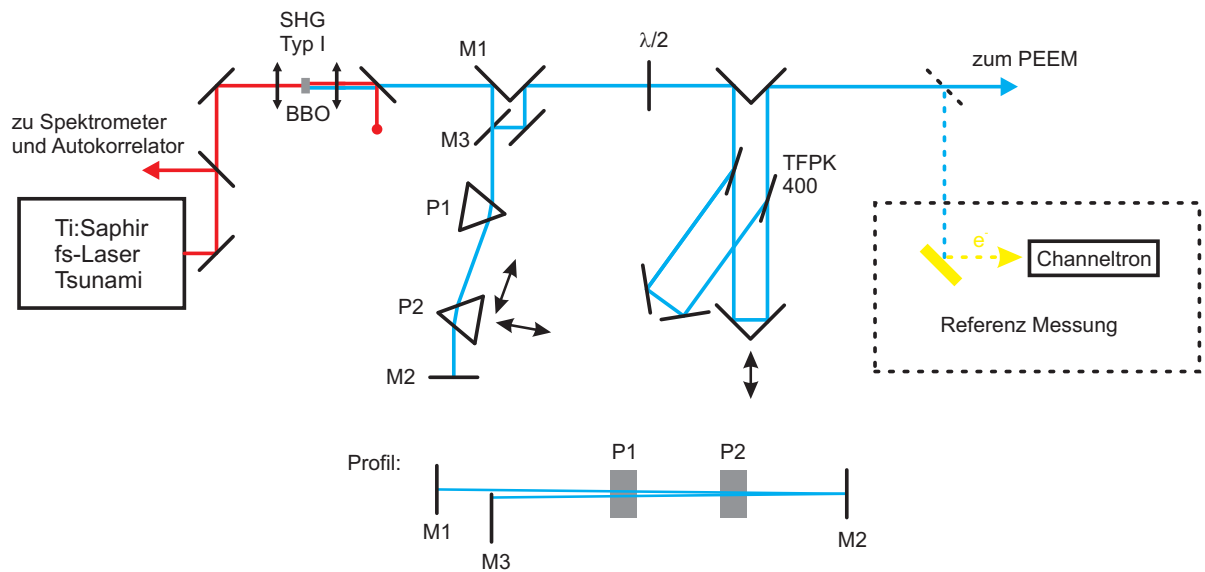 SHG
Typ I
BBO
M1
λ/2
zum PEEM
zu Spektrometer
und Autokorrelator
M3
TFPK
400
P1
Ti:Saphir
fs-Laser
Tsunami
e-
Channeltron
P2
Referenz Messung
M2
Profil:
P1
P2
M1
M3
M2